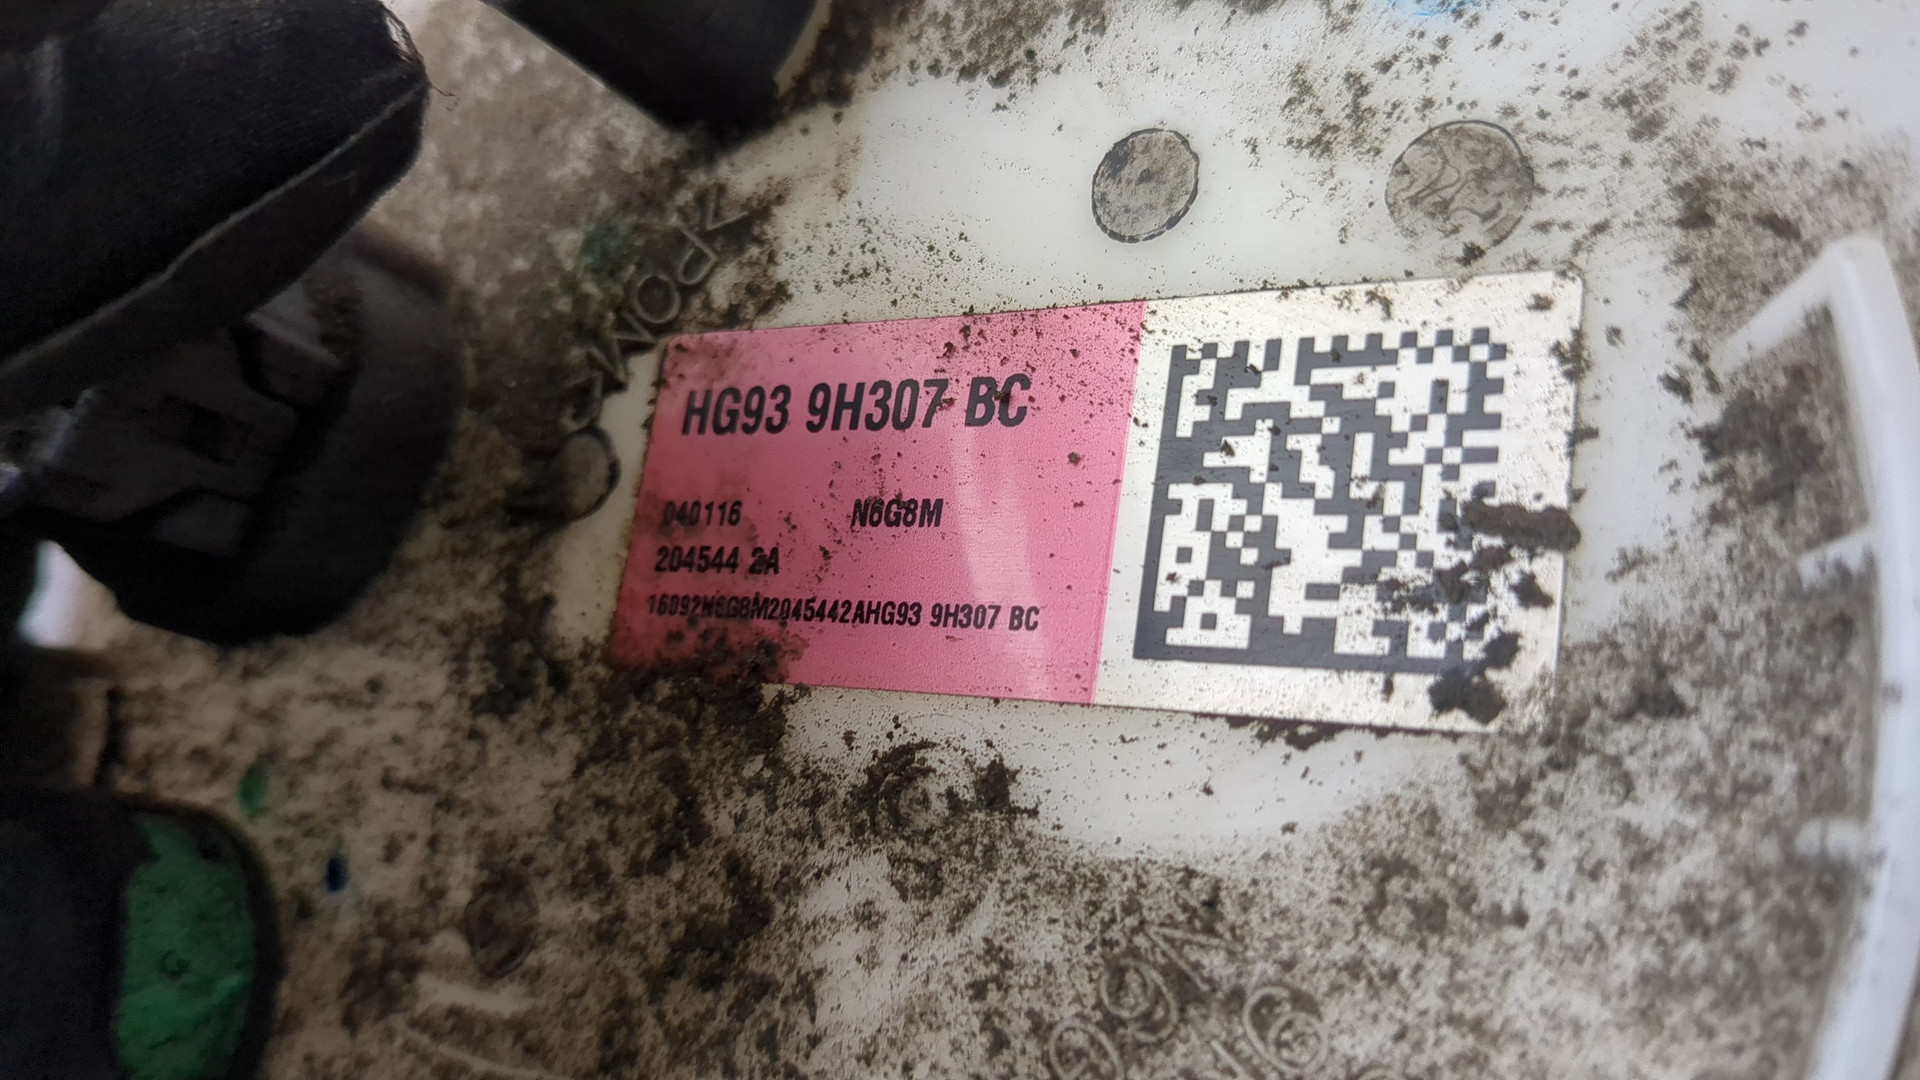 HG93 9H307 BC
040116 N6G8M
204544 2A
16092N6G8M2045442AHG93 9H307 BC